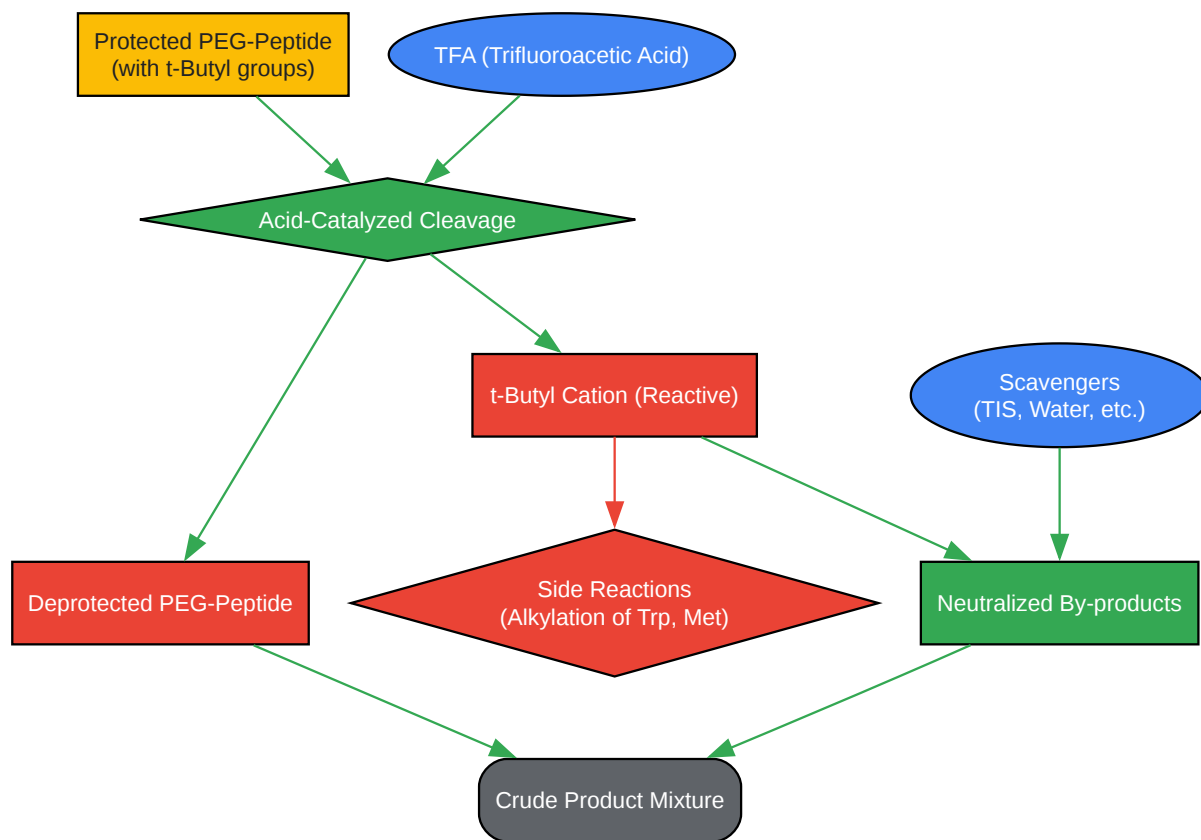 Protected PEG-Peptide
(with t-Butyl groups)
TFA (Trifluoroacetic Acid)
Acid-Catalyzed Cleavage
t-Butyl Cation (Reactive)
Scavengers
(TIS, Water, etc.)
Deprotected PEG-Peptide
Side Reactions
(Alkylation of Trp, Met)
Neutralized By-products
Crude Product Mixture